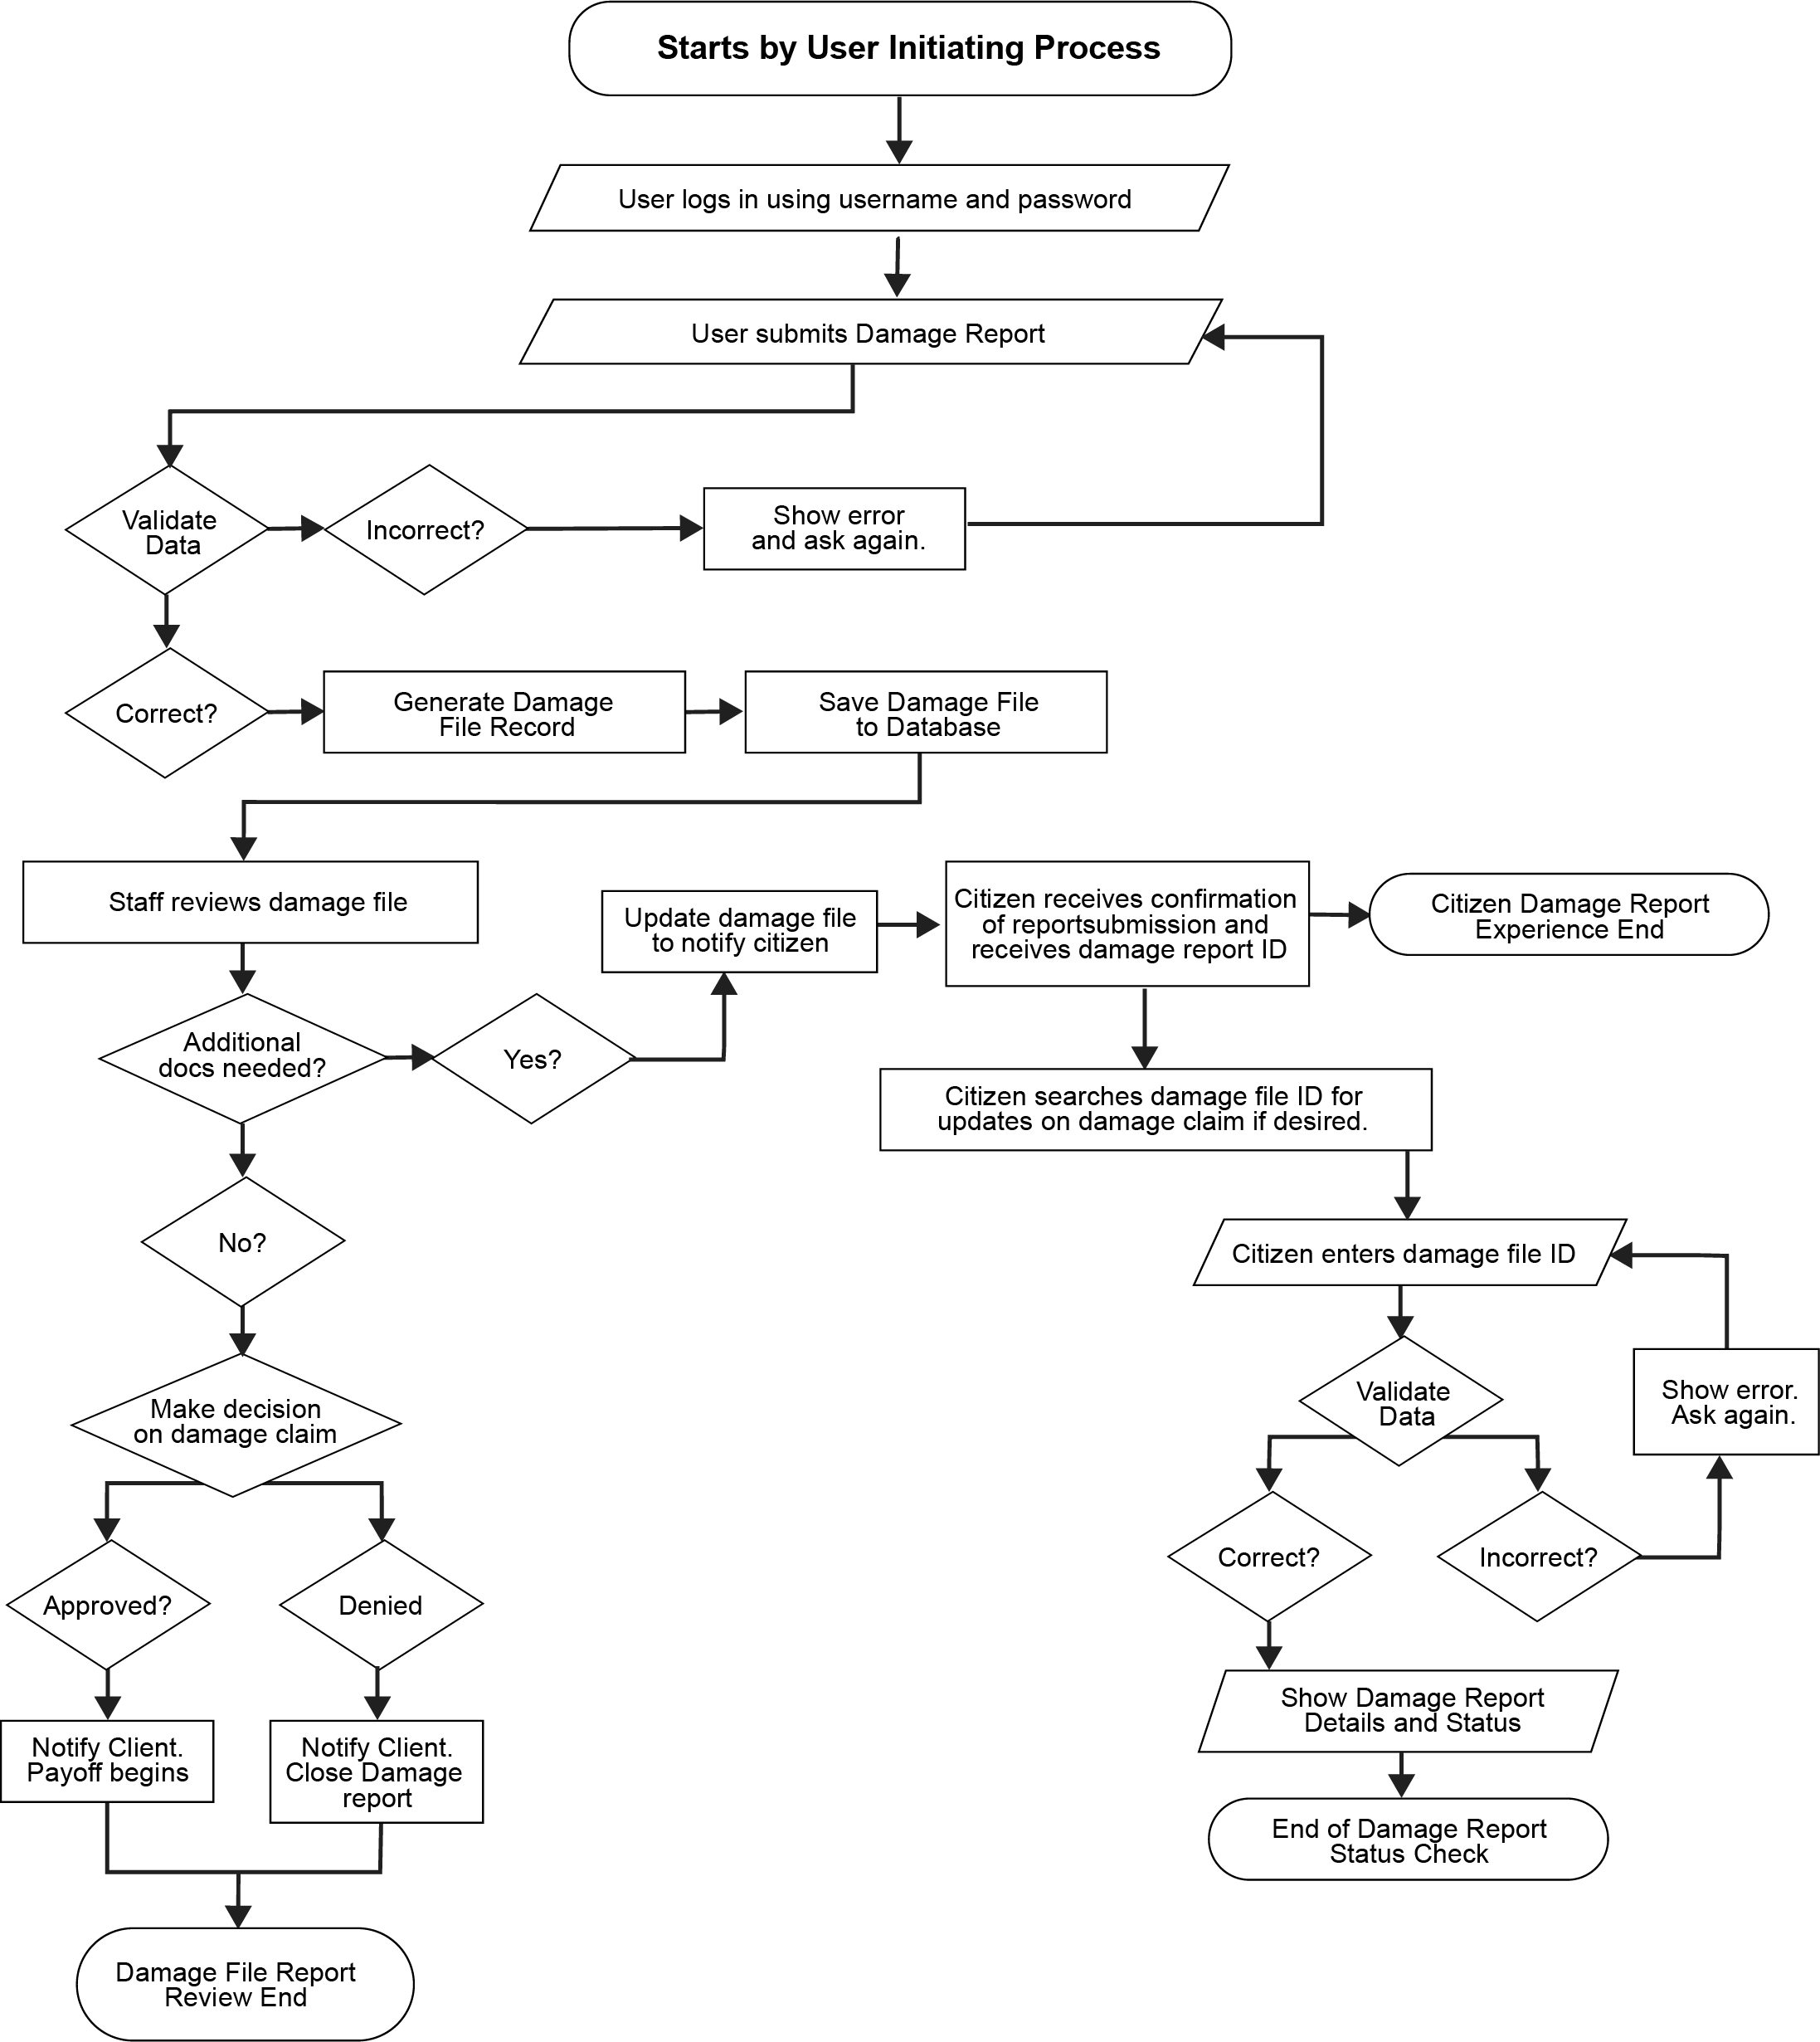 Starts by User Initiating Process
User logs in using username and password
User submits Damage Report
Validate
Data
Incorrect?
Show error
and ask again.
Correct?
Generate Damage
File Record
Save Damage File
to Database
Staff reviews damage file
Update damage file
to notify citizen
Citizen receives confirmation
of reportsubmission and
receives damage report ID
Citizen Damage Report
Experience End
Additional
docs needed?
Yes?
Citizen searches damage file ID for
updates on damage claim if desired.
No?
Citizen enters damage file ID
Validate
Data
Show error.
Ask again.
Make decision
on damage claim
Correct?
Incorrect?
Approved?
Denied
Show Damage Report
Details and Status
Notify Client.
Payoff begins
Notify Client.
Close Damage
report
End of Damage Report
Status Check
Damage File Report
Review End